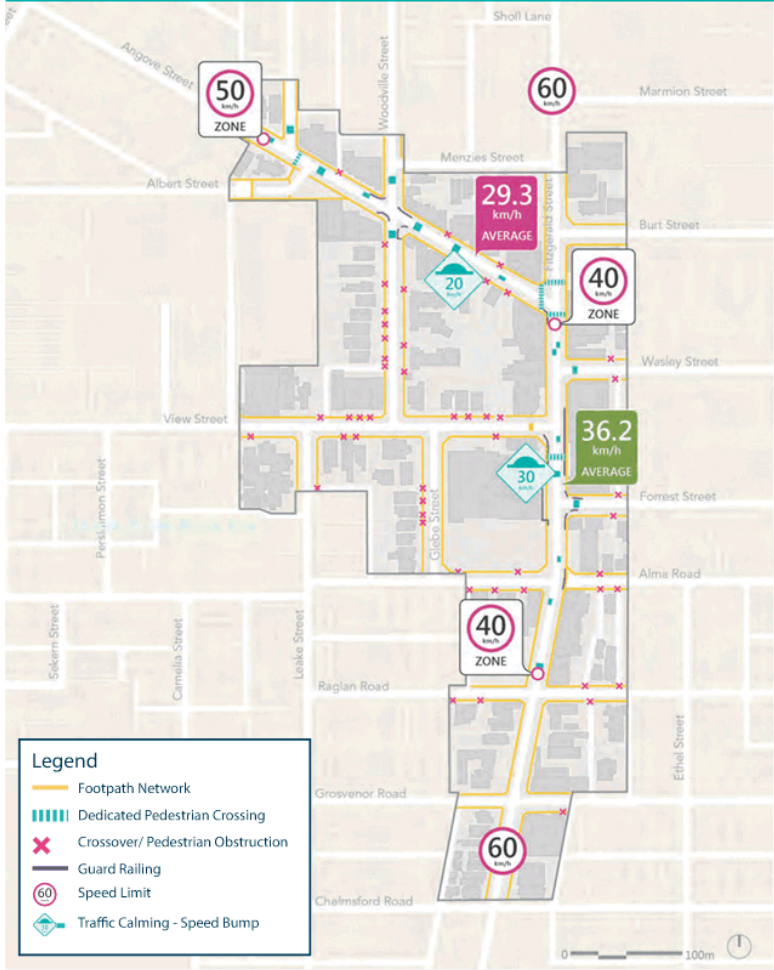 Sholl Lane
Angove Street
Woodville Street
50
km/h
ZONE
60
km/h
Marmion Street
Menzies Street
Albert Street
29.3
km/h
AVERAGE
Fitzgerald Street
Burt Street
20
km/h
40
km/h
ZONE
Wasley Street
View Street
36.2
km/h
AVERAGE
30
km/h
Persimmon Street
Glebe Street
Forrest Street
Alma Road
40
km/h
ZONE
Sekem Street
Camelia Street
Leake Street
Raglan Road
Ethel Street
Grosvenor Road
60
km/h
Chelmsford Road
Legend
Footpath Network
Dedicated Pedestrian Crossing
Crossover/ Pedestrian Obstruction
Guard Railing
60
Speed Limit
30
Traffic Calming - Speed Bump
0
100m